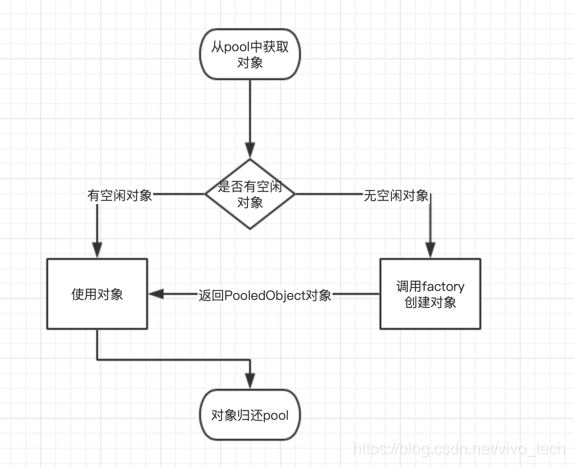 从pool中获取
对象
是否有空闲
对象
有空闲对象
无空闲对象
使用对象
返回PooledObject对象
调用factory
创建对象
对象归还pool
https://blog.csdn.net/vivo_tech